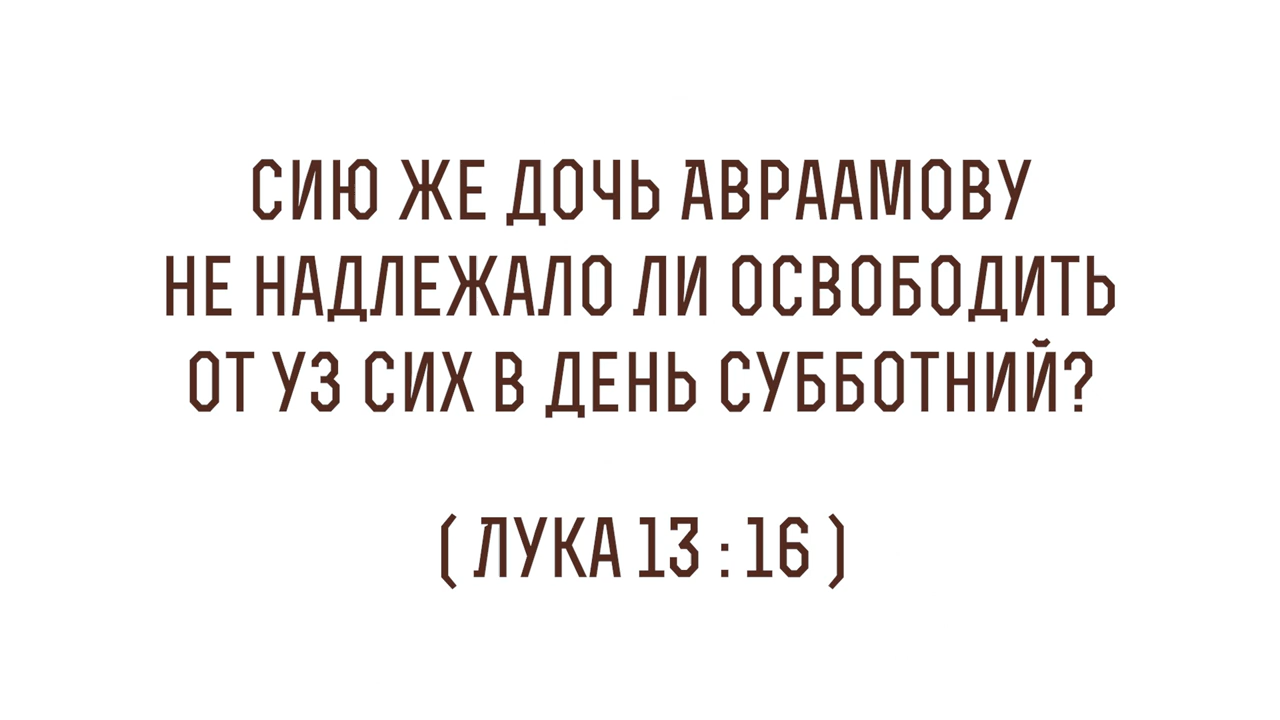 СИЮ ЖЕ ДОЧЬ АВРААМОВУ
НЕ НАДЛЕЖАЛО ЛИ ОСВОБОДИТЬ
ОТ УЗ СИХ В ДЕНЬ СУББОТНИЙ?
( ЛУКА 13 : 16 )